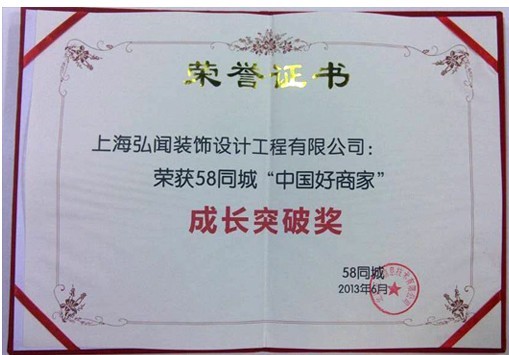 荣誉证书
上海弘闻装饰设计工程有限公司：
荣获58同城“中国好商家”
成长突破奖
58同城
2013年6月